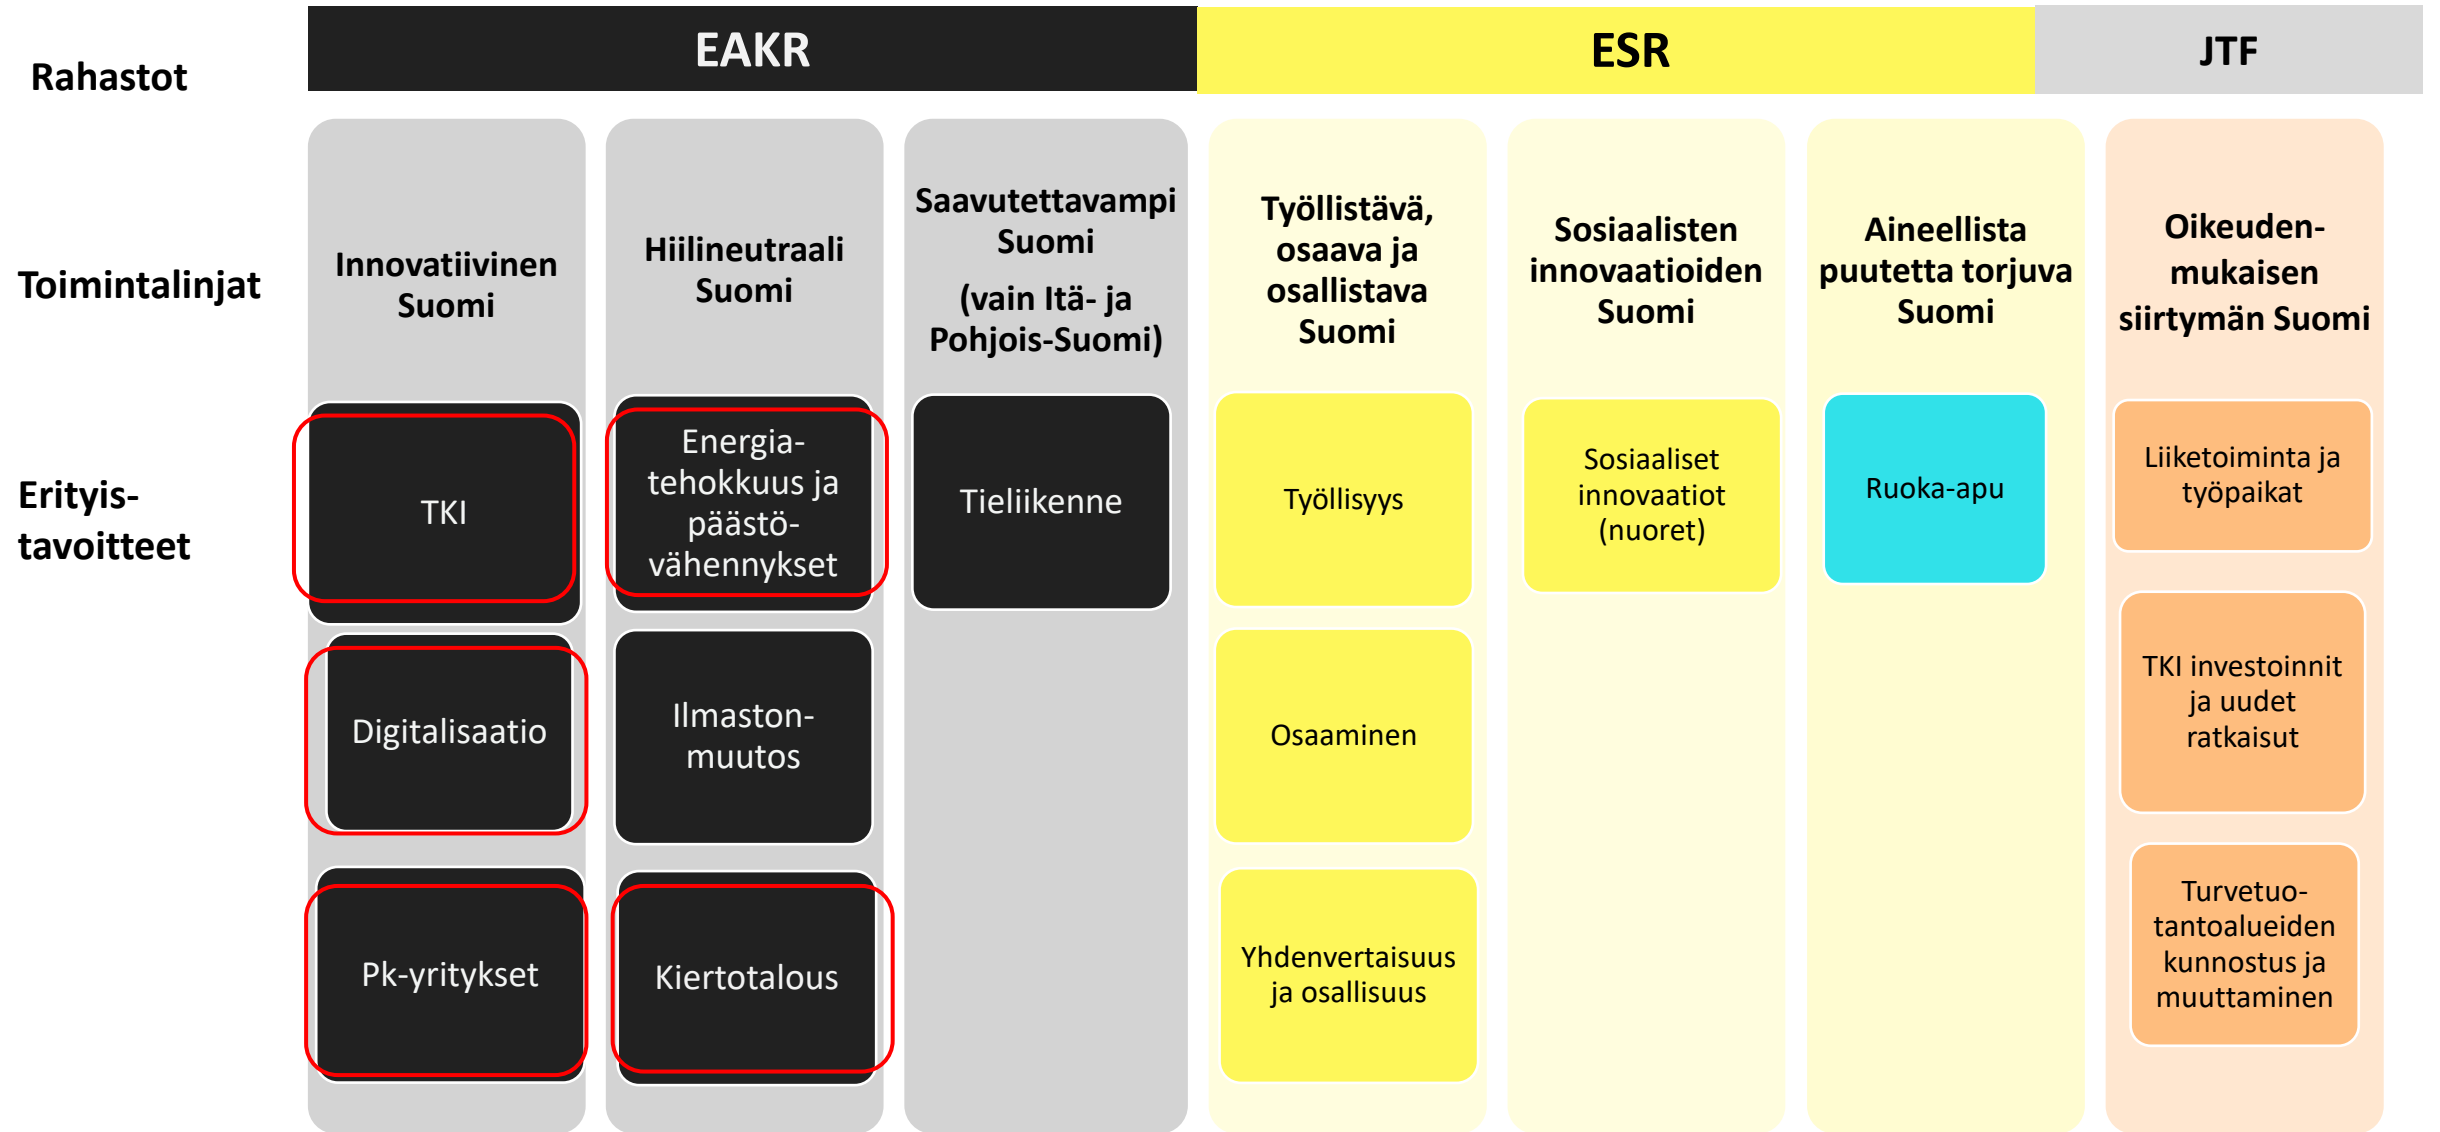 Rahastot
EAKR
ESR
JTF
Toimintalinjat
Innovatiivinen
Suomi
Hiilineutraali
Suomi
Saavutettavampi
Suomi
(vain Itä- ja
Pohjois-Suomi)
Työllistävä,
osaava ja
osallistava
Suomi
Sosiaalisten
innovaatioiden
Suomi
Aineellista
puutetta torjuva
Suomi
Oikeuden-
mukaisen
siirtymän Suomi
Erityis-
tavoitteet
TKI
Energia-
tehokkuus ja
päästö-
vähennykset
Tieliikenne
Työllisyys
Sosiaaliset
innovaatiot
(nuoret)
Ruoka-apu
Liiketoiminta ja
työpaikat
Digitalisaatio
Ilmaston-
muutos
Osaaminen
TKI investoinnit
ja uudet
ratkaisut
Pk-yritykset
Kiertotalous
Yhdenvertaisuus
ja osallisuus
Turvetuo-
tantoalueiden
kunnostus ja
muuttaminen